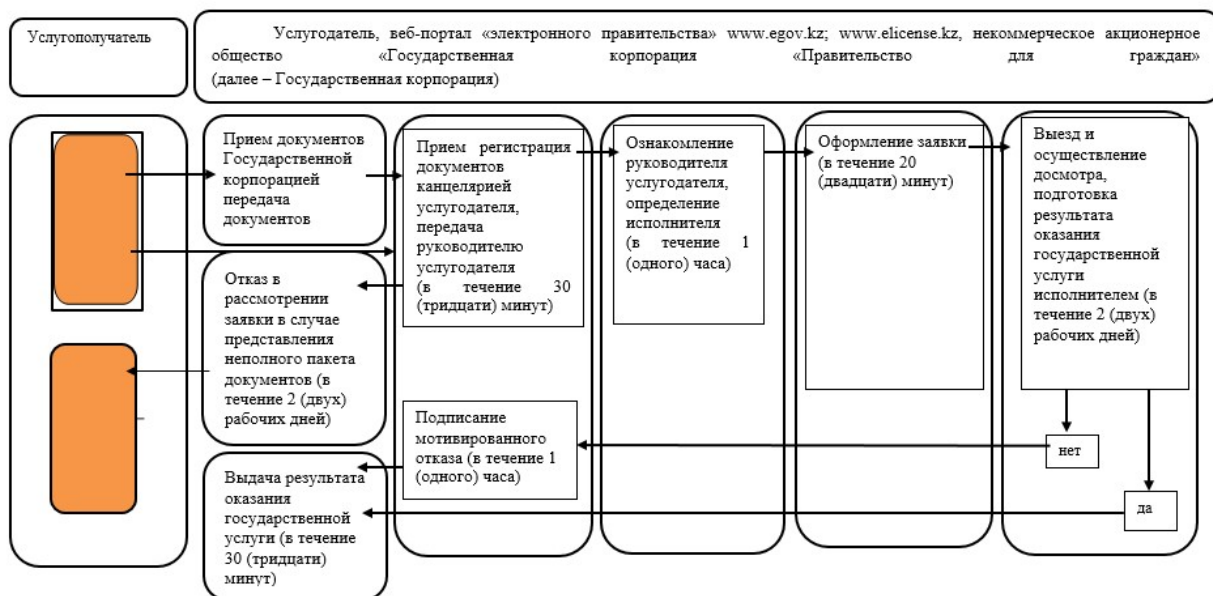 Услугополучатель
Услугодатель, веб-портал «электронного правительства» www.egov.kz; www.elicense.kz, некоммерческое акционерное
общество «Государственная корпорация «Правительство для граждан»
(далее – Государственная корпорация)
Прием документов
Государственной
корпорацией
передача
документов
Прием регистрация
документов
канцелярией
услугодателя,
передача
руководителю
услугодателя
(в течение 30
(тридцати) минут)
Ознакомление
руководителя
услугодателя,
определение
исполнителя
(в течение 1
(одного) часа)
Оформление заявки
(в течение 20
(двадцати) минут)
Выезд и
осуществление
досмотра,
подготовка
результата
оказания
государственной
услуги
исполнителем (в
течение 2 (двух)
рабочих дней)
Отказ в
рассмотрении
заявки в случае
представления
неполного пакета
документов (в
течение 2 (двух)
рабочих дней)
Подписание
мотивированного
отказа (в течение 1
(одного) часа)
нет
да
Выдача результата
оказания
государственной
услуги (в течение
30 (тридцати)
минут)